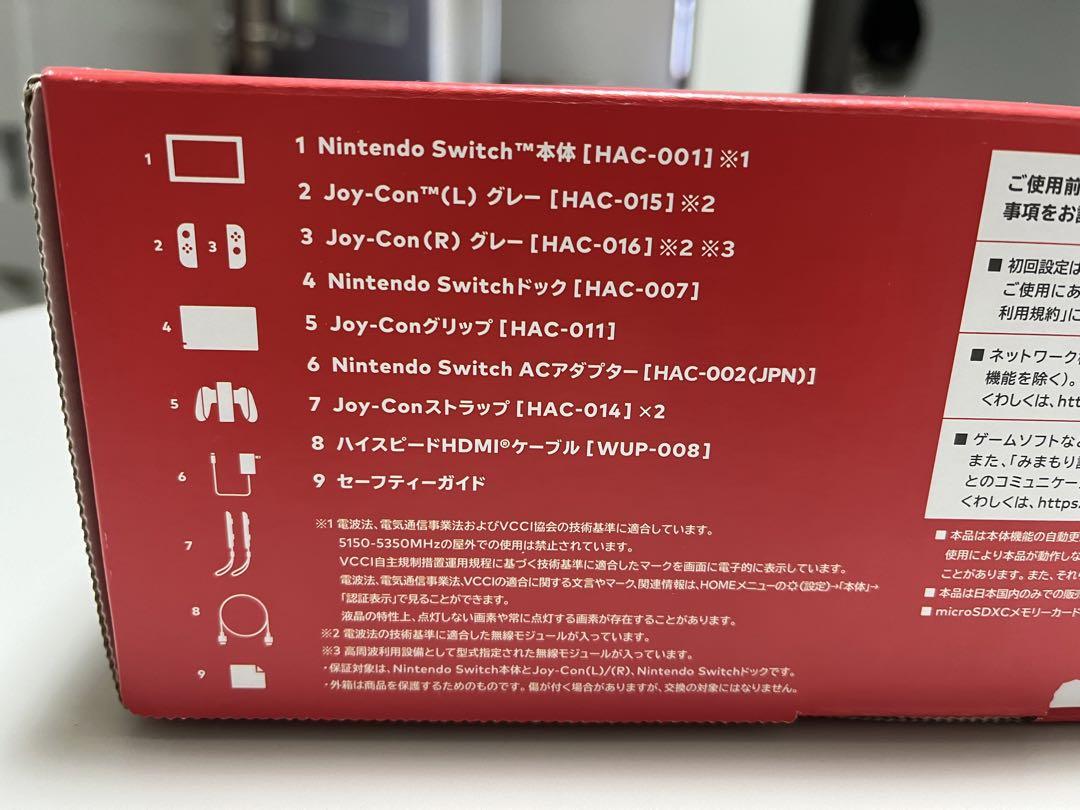 1 Nintendo Switch™本体 [HAC-001] ※1
2 Joy-Con™(L) グレー [HAC-015] ※2
3 Joy-Con(R) グレー [HAC-016] ※2 ※3
4 Nintendo Switchドック [HAC-007]
5 Joy-Conグリップ [HAC-011]
6 Nintendo Switch ACアダプター [HAC-002(JPN)]
7 Joy-Conストラップ [HAC-014] ×2
8 ハイスピードHDMI®ケーブル [WUP-008]
9 セーフティーガイド
1
2
3
4
5
6
7
8
9
※1 電波法、電気通信事業法およびVCCI協会の技術基準に適合しています。
5150-5350MHzの屋外での使用は禁止されています。
VCCI自主規制措置運用規程に基づく技術基準に適合したマークを画面に電子的に表示しています。
電波法、電気通信事業法、VCCIの適合に関する文言やマーク、関連情報は、HOMEメニューの(設定)→「本体」→
「認証表示」で見ることができます。
液晶の特性上、点灯しない画素や常に点灯する画素が存在することがあります。
※2 電波法の技術基準に適合した無線モジュールが入っています。
※3 高周波利用設備として型式指定された無線モジュールが入っています。
・保証対象は、Nintendo Switch本体とJoy-Con(L)/(R)、Nintendo Switchドックです。
・外箱は商品を保護するためのものです。傷が付く場合がありますが、交換の対象にはなりません。
ご使用前
事項をお
■ 初回設定は
ご使用にあ
利用規約」に
■ ネットワーク
機能を除く)。
くわしくは、htt
■ ゲームソフトな
また、「みまもり
とのコミュニケー
くわしくは、https
■ 本品は本体機能の自動更
使用により本品が動作しな
ことがあります。また、それ
■ 本品は日本国内のみでの販
■ microSDXCメモリーカード